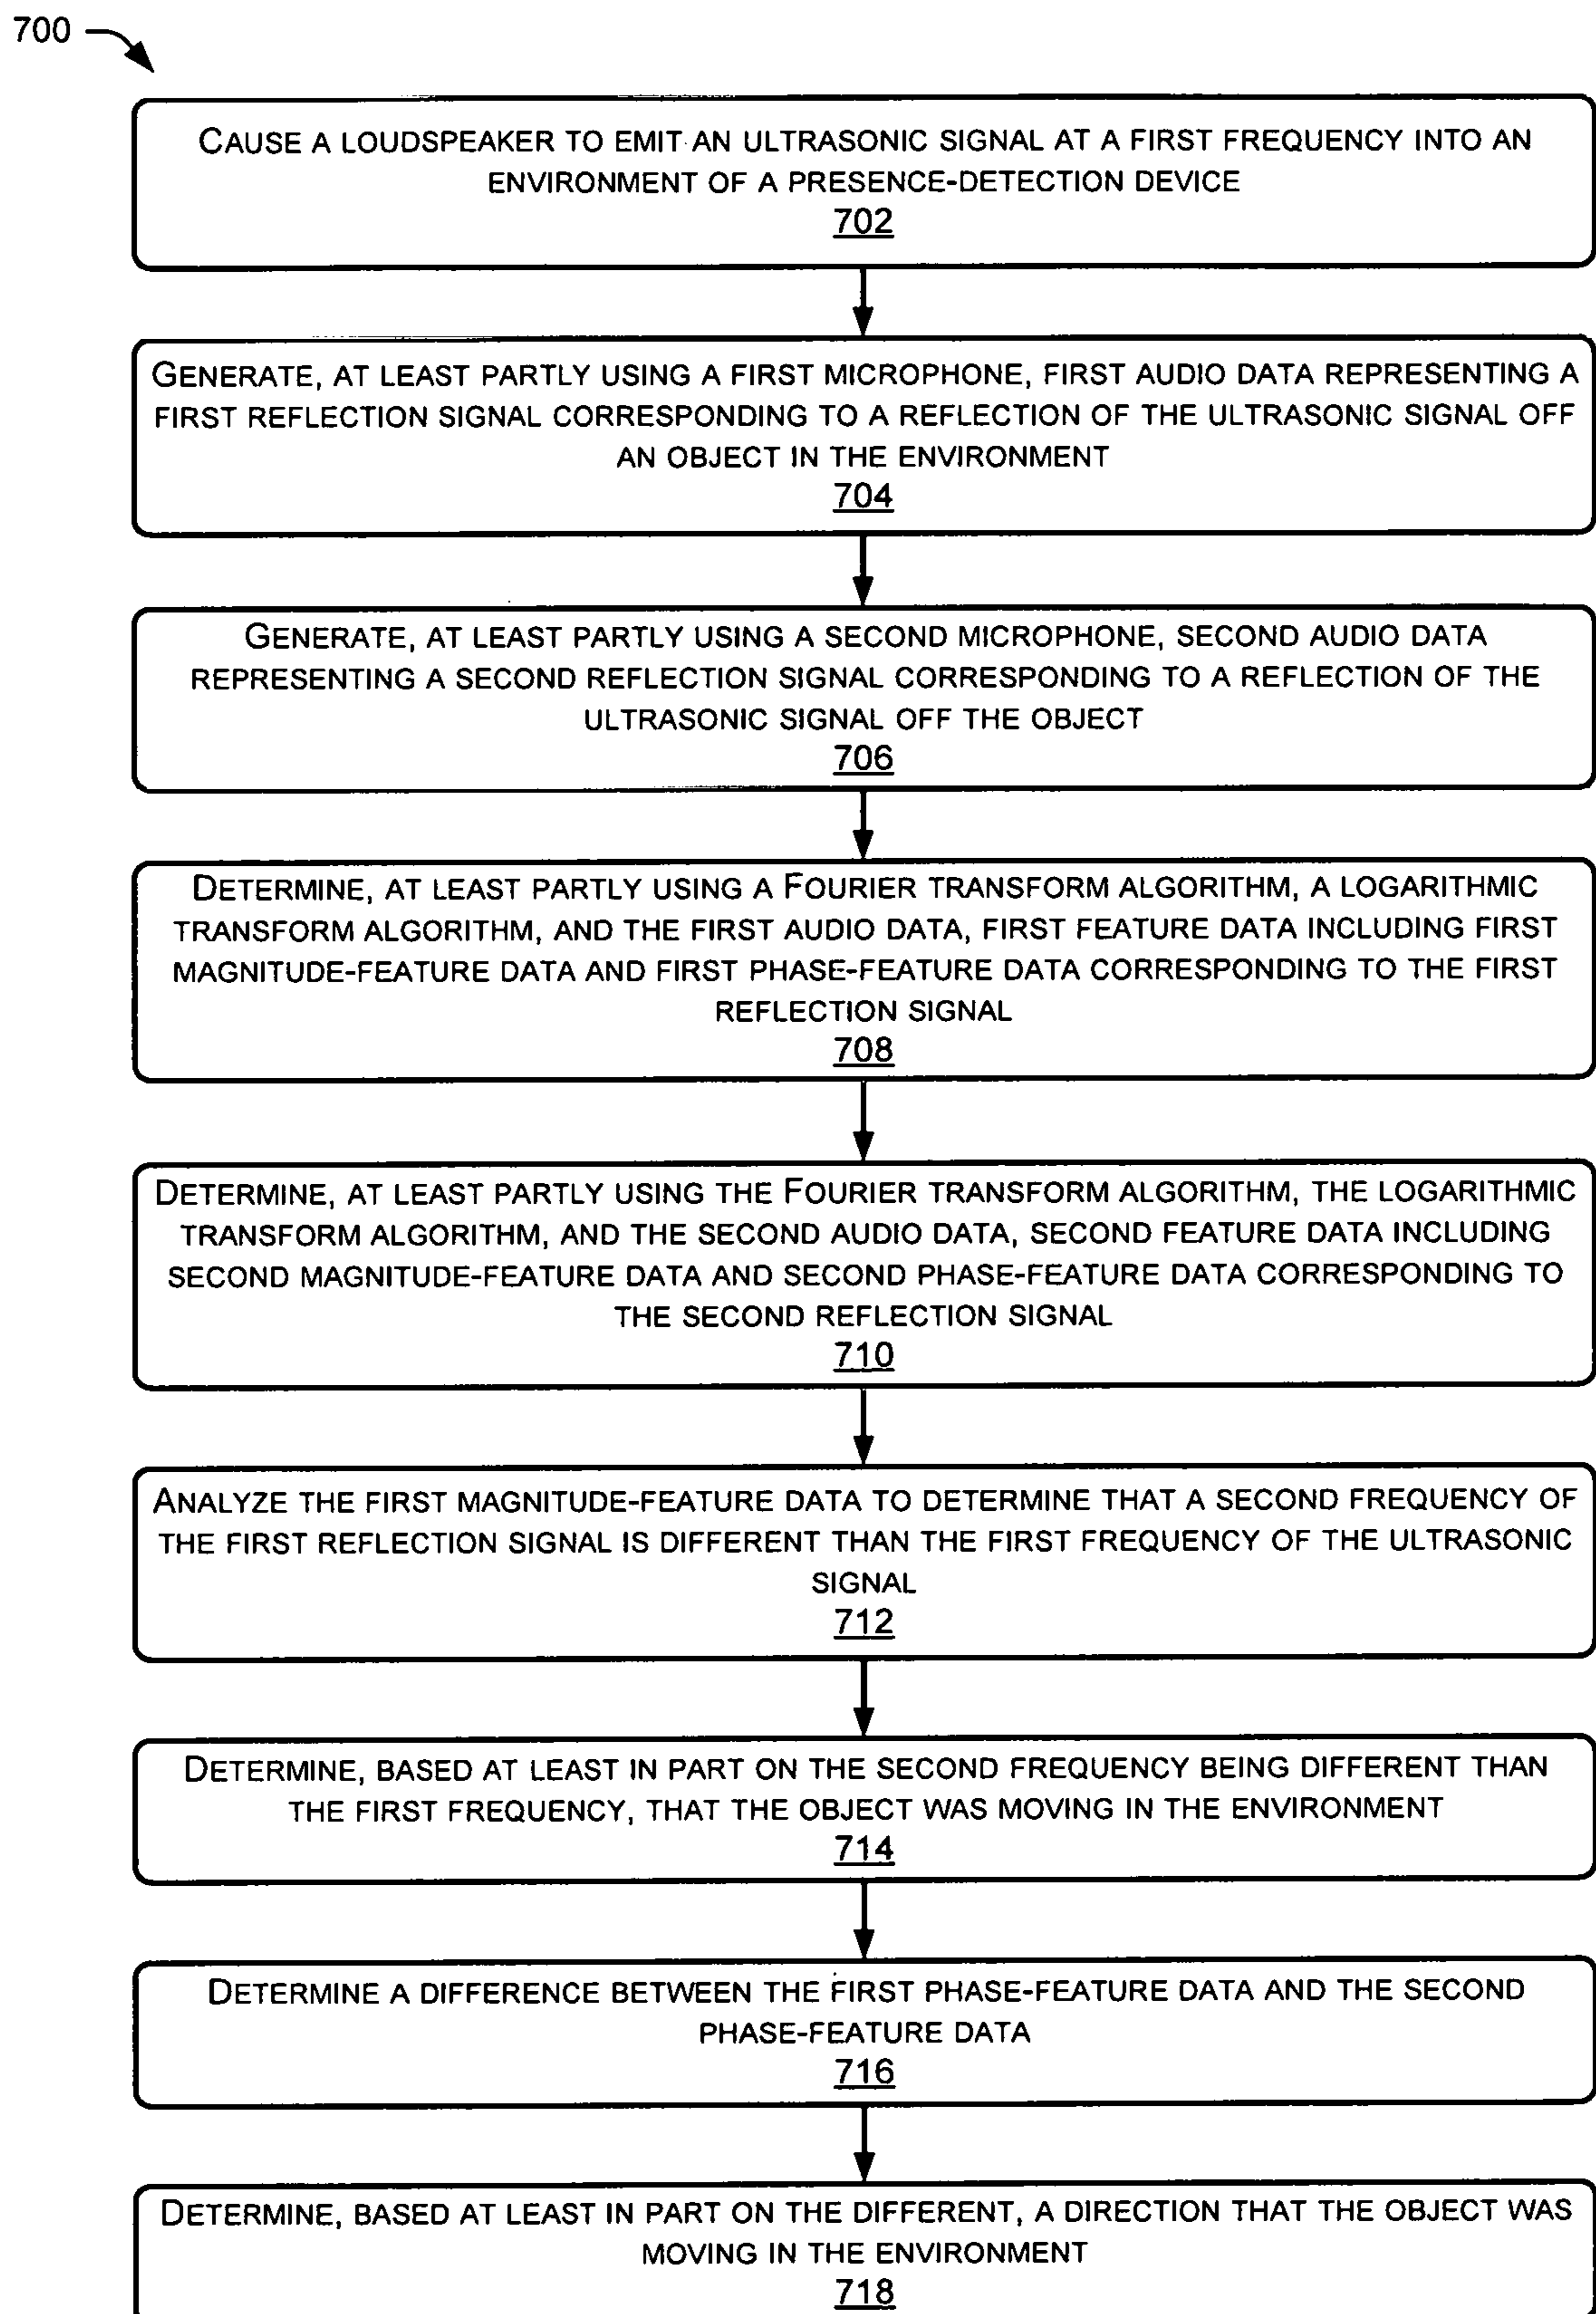 700
CAUSE A LOUDSPEAKER TO EMIT AN ULTRASONIC SIGNAL AT A FIRST FREQUENCY INTO AN
ENVIRONMENT OF A PRESENCE-DETECTION DEVICE
702
GENERATE, AT LEAST PARTLY USING A FIRST MICROPHONE, FIRST AUDIO DATA REPRESENTING A
FIRST REFLECTION SIGNAL CORRESPONDING TO A REFLECTION OF THE ULTRASONIC SIGNAL OFF
AN OBJECT IN THE ENVIRONMENT
704
GENERATE, AT LEAST PARTLY USING A SECOND MICROPHONE, SECOND AUDIO DATA
REPRESENTING A SECOND REFLECTION SIGNAL CORRESPONDING TO A REFLECTION OF THE
ULTRASONIC SIGNAL OFF THE OBJECT
706
DETERMINE, AT LEAST PARTLY USING A FOURIER TRANSFORM ALGORITHM, A LOGARITHMIC
TRANSFORM ALGORITHM, AND THE FIRST AUDIO DATA, FIRST FEATURE DATA INCLUDING FIRST
MAGNITUDE-FEATURE DATA AND FIRST PHASE-FEATURE DATA CORRESPONDING TO THE FIRST
REFLECTION SIGNAL
708
DETERMINE, AT LEAST PARTLY USING THE FOURIER TRANSFORM ALGORITHM, THE LOGARITHMIC
TRANSFORM ALGORITHM, AND THE SECOND AUDIO DATA, SECOND FEATURE DATA INCLUDING
SECOND MAGNITUDE-FEATURE DATA AND SECOND PHASE-FEATURE DATA CORRESPONDING TO
THE SECOND REFLECTION SIGNAL
710
ANALYZE THE FIRST MAGNITUDE-FEATURE DATA TO DETERMINE THAT A SECOND FREQUENCY OF
THE FIRST REFLECTION SIGNAL IS DIFFERENT THAN THE FIRST FREQUENCY OF THE ULTRASONIC
SIGNAL
712
DETERMINE, BASED AT LEAST IN PART ON THE SECOND FREQUENCY BEING DIFFERENT THAN
THE FIRST FREQUENCY, THAT THE OBJECT WAS MOVING IN THE ENVIRONMENT
714
DETERMINE A DIFFERENCE BETWEEN THE FIRST PHASE-FEATURE DATA AND THE SECOND
PHASE-FEATURE DATA
716
DETERMINE, BASED AT LEAST IN PART ON THE DIFFERENT, A DIRECTION THAT THE OBJECT WAS
MOVING IN THE ENVIRONMENT
718